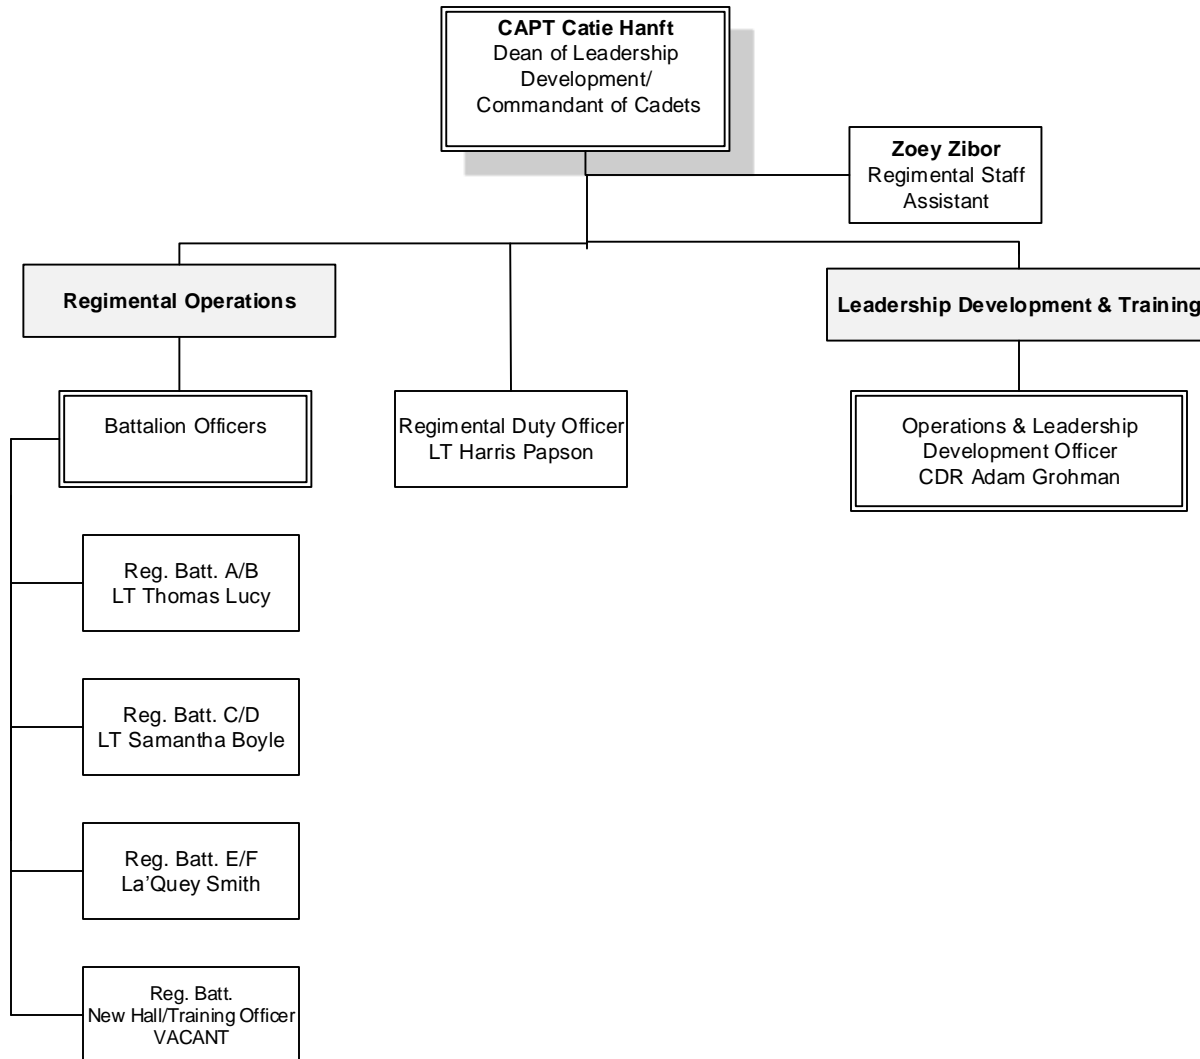 CAPT Catie Hanft
Dean of Leadership
Development/
Commandant of Cadets
Zoey Zibor
Regimental Staff
Assistant
Regimental Operations
Leadership Development & Training
Battalion Officers
Regimental Duty Officer
LT Harris Papson
Operations & Leadership
Development Officer
CDR Adam Grohman
Reg. Batt. A/B
LT Thomas Lucy
Reg. Batt. C/D
LT Samantha Boyle
Reg. Batt. E/F
La’Quey Smith
Reg. Batt.
New Hall/Training Officer
VACANT